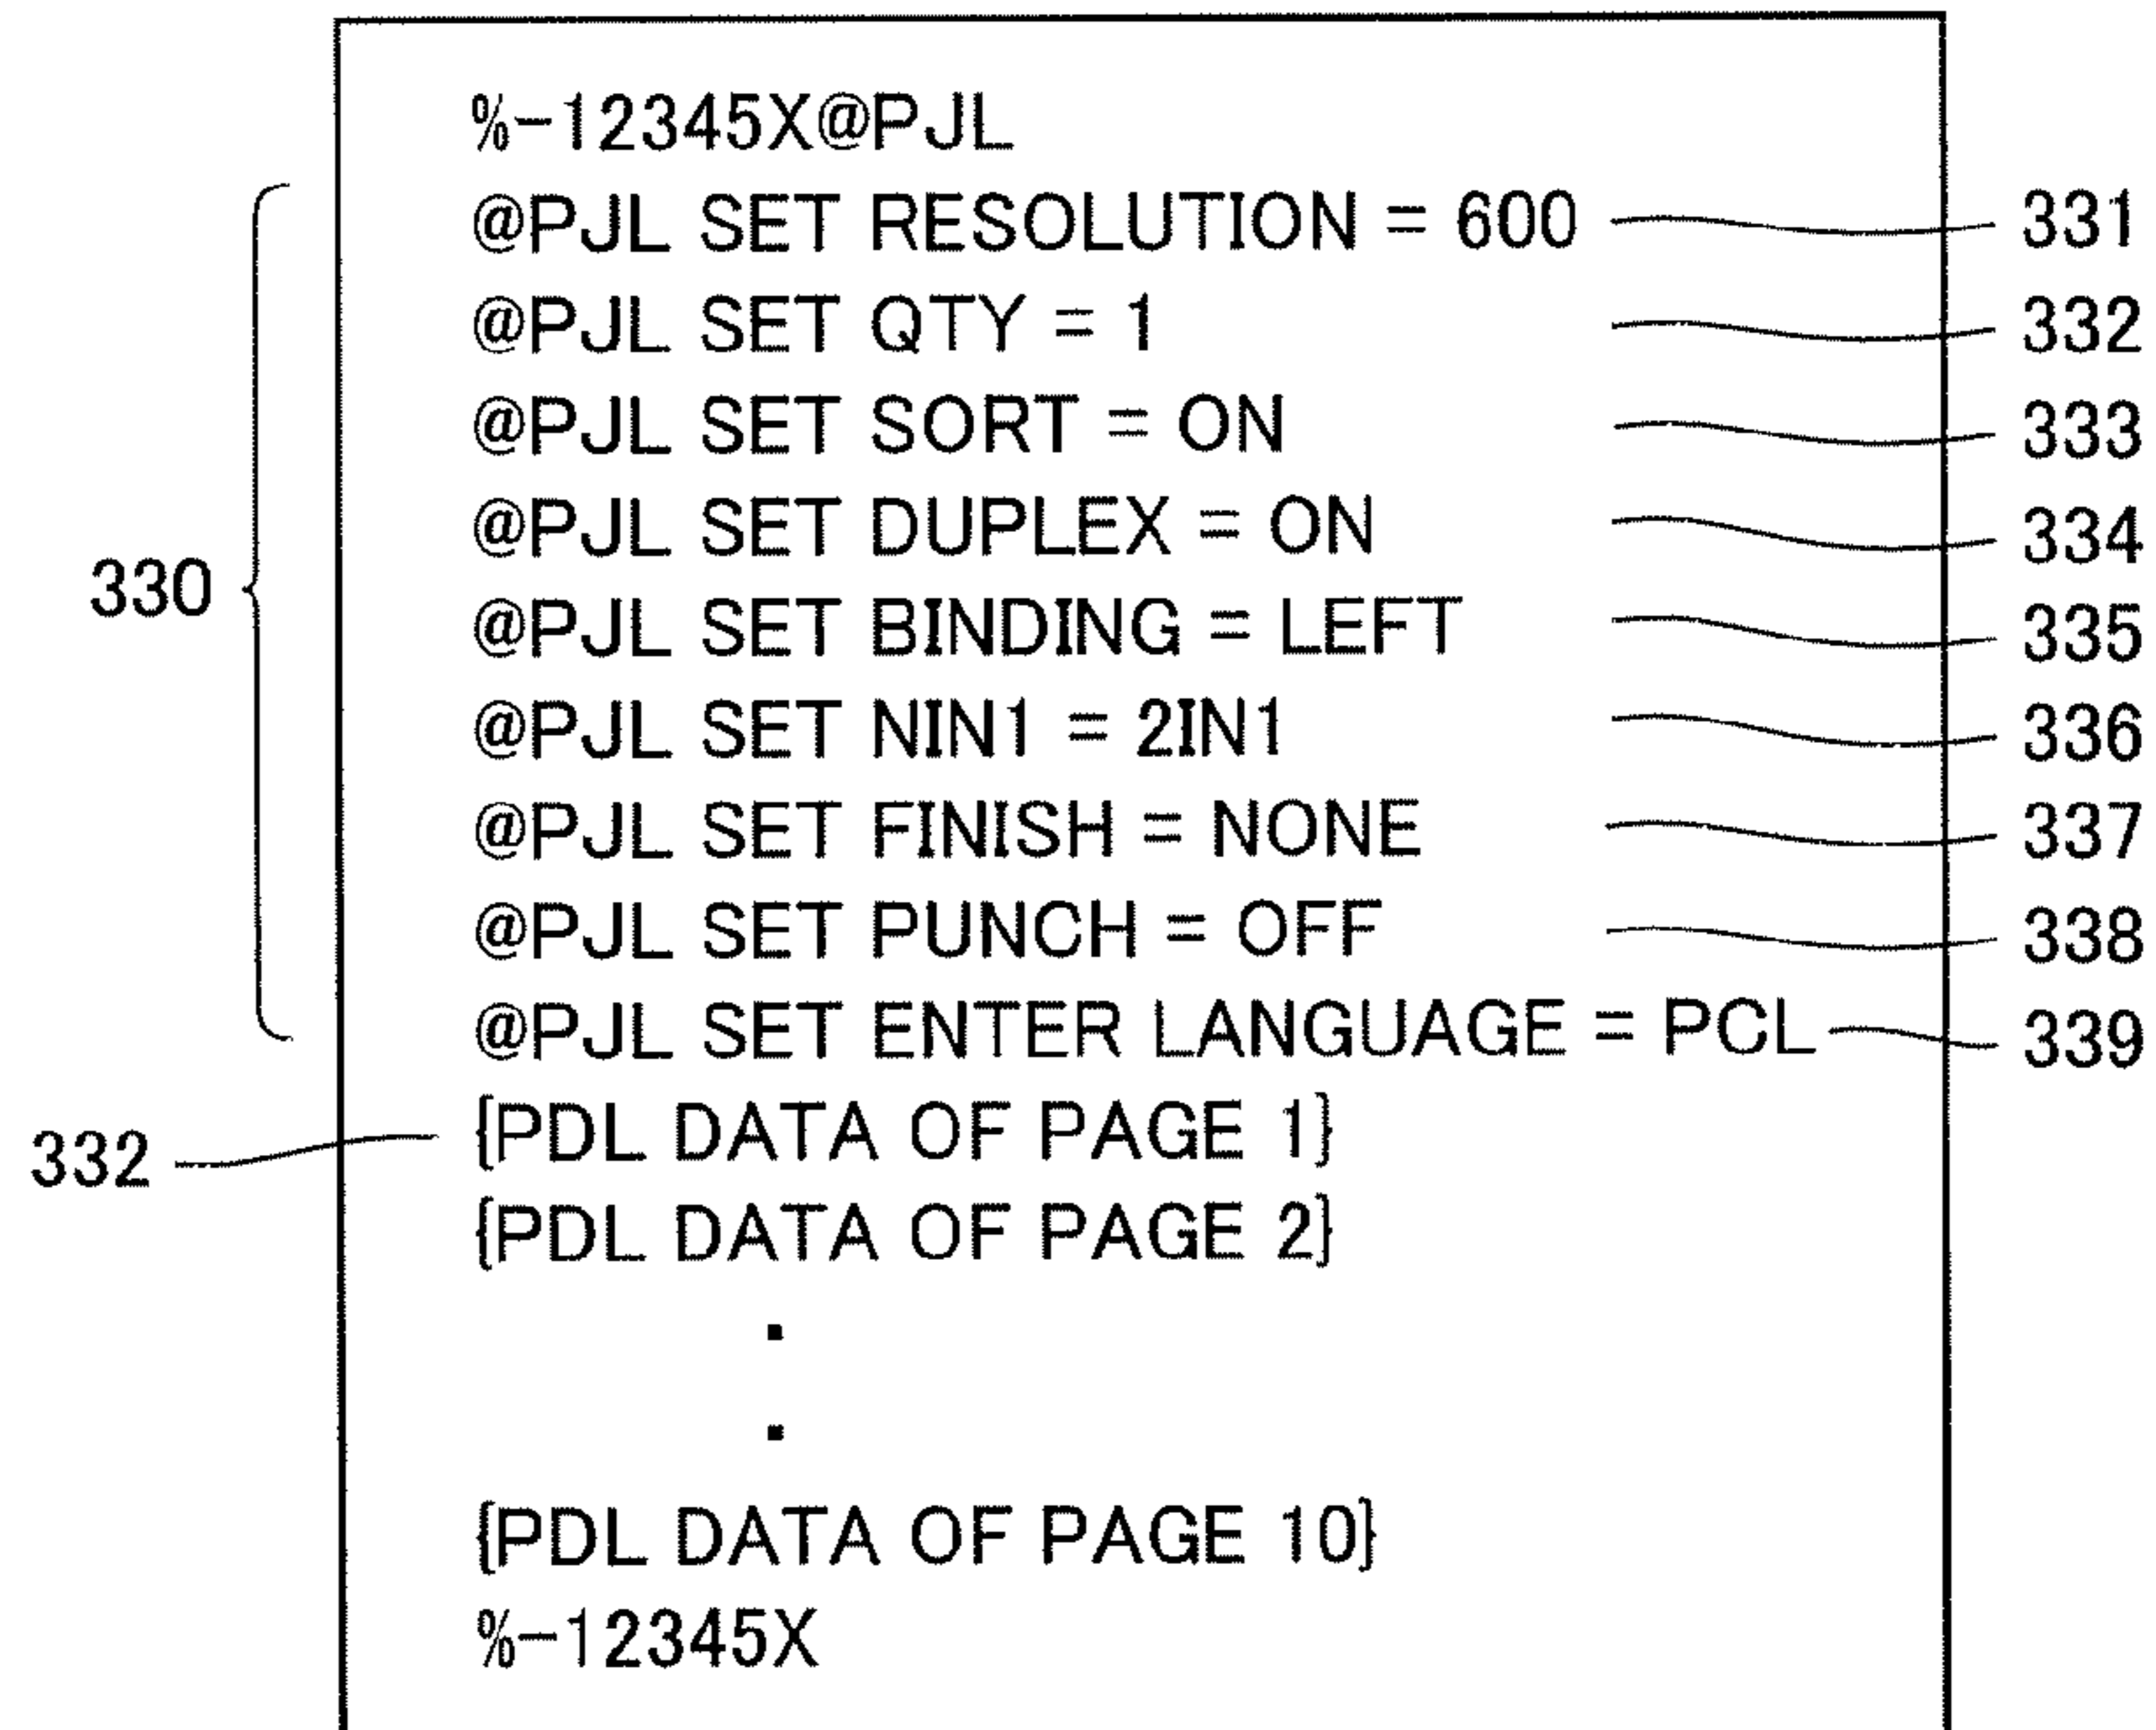 %-12345X@PJL
@PJL SET RESOLUTION = 600 331
@PJL SET QTY = 1 332
@PJL SET SORT = ON 333
@PJL SET DUPLEX = ON 334
330
@PJL SET BINDING = LEFT 335
@PJL SET NIN1 = 2IN1 336
@PJL SET FINISH = NONE 337
@PJL SET PUNCH = OFF 338
@PJL SET ENTER LANGUAGE = PCL 339
332 {PDL DATA OF PAGE 1}
{PDL DATA OF PAGE 2}
.
.
{PDL DATA OF PAGE 10}
%-12345X